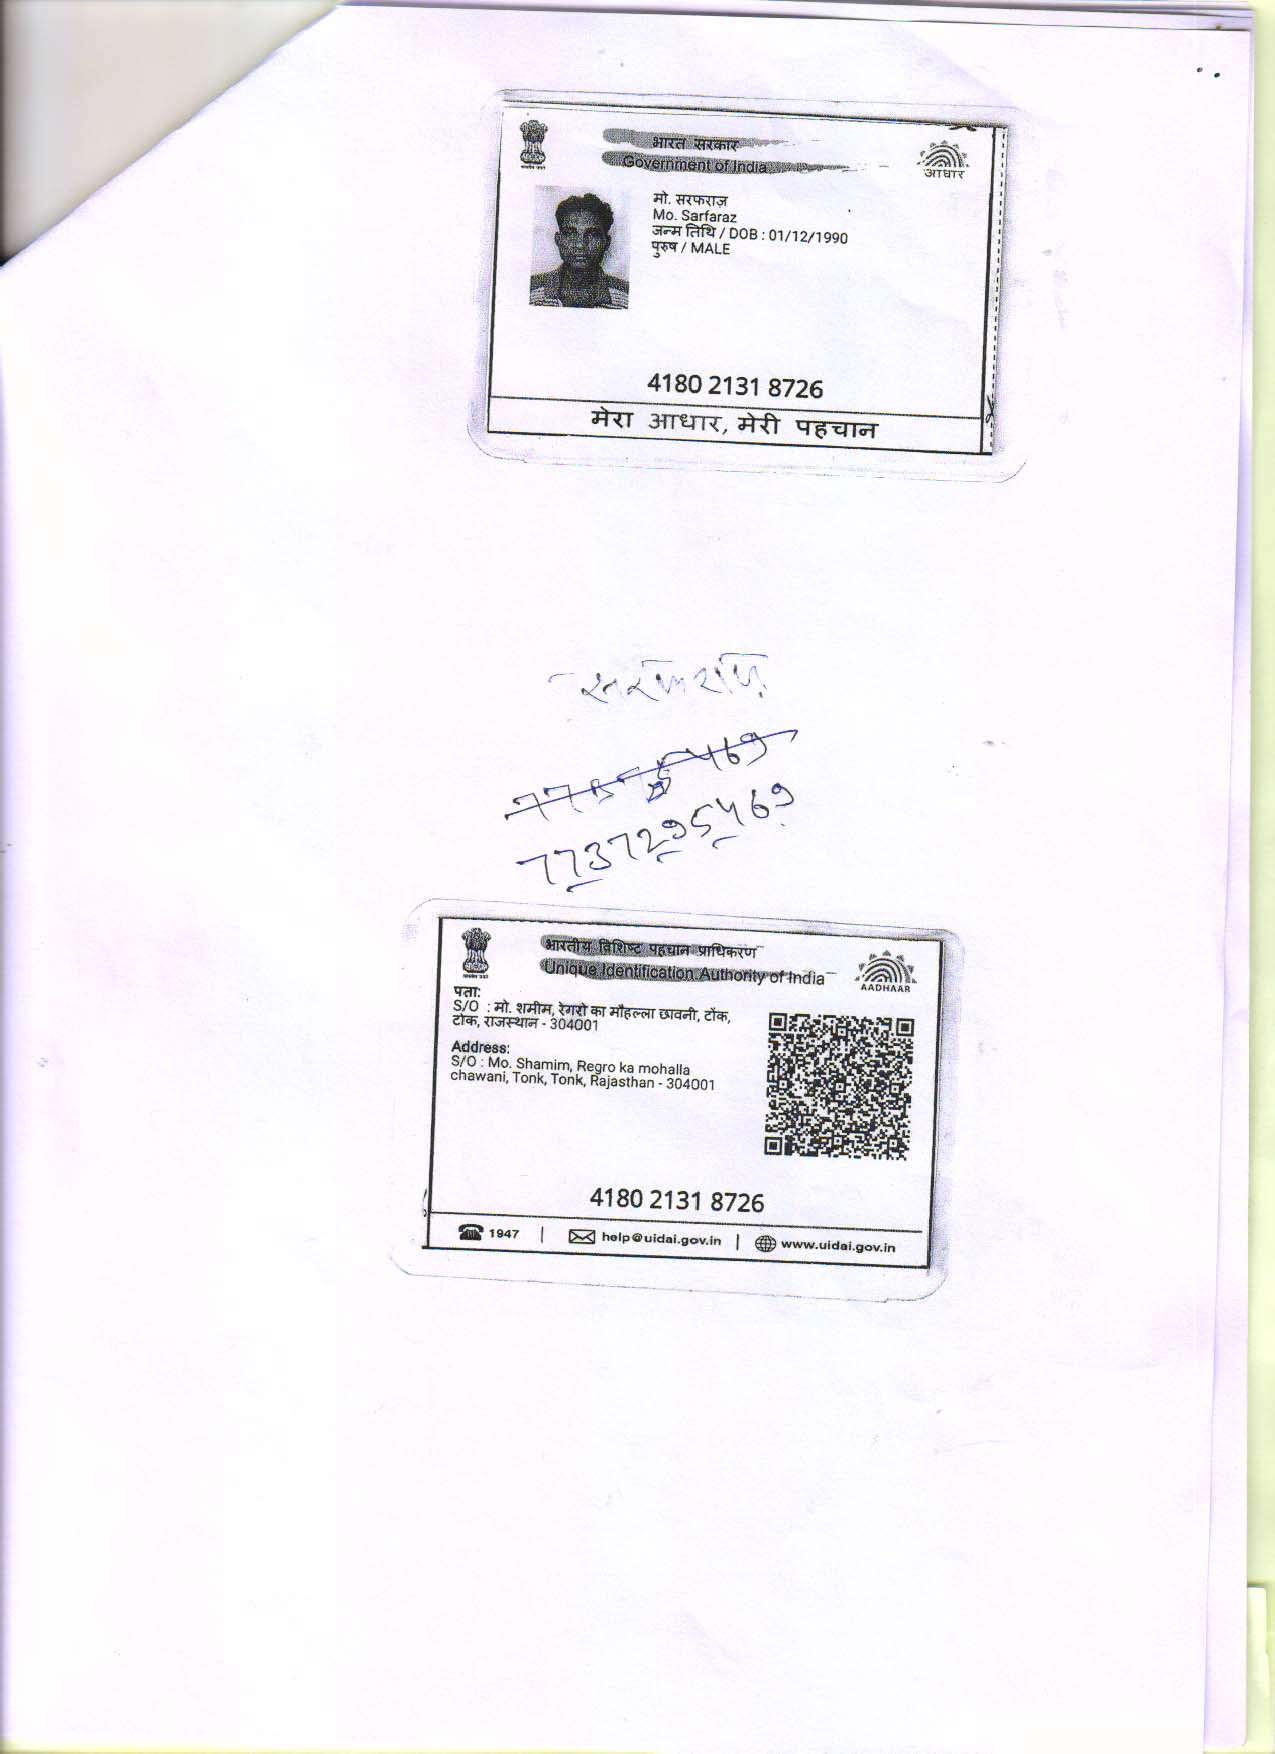 भारत सरकार
Government of India
आधार
मो. सरफराज़
Mo. Sarfaraz
जन्म तिथि / DOB : 01/12/1990
पुरुष / MALE
4180 2131 8726
मेरा आधार, मेरी पहचान
सरफराज़
7737295469
भारतीय विशिष्ट पहचान प्राधिकरण
Unique Identification Authority of India
AADHAAR
पता:
S/O : मो. शमीम, रेगरो का मौहल्ला छावनी, टोंक,
टोंक, राजस्थान - 304001
Address:
S/O : Mo. Shamim, Regro ka mohalla
chawani, Tonk, Tonk, Rajasthan - 304001
4180 2131 8726
1947 | help@uidai.gov.in | www.uidai.gov.in